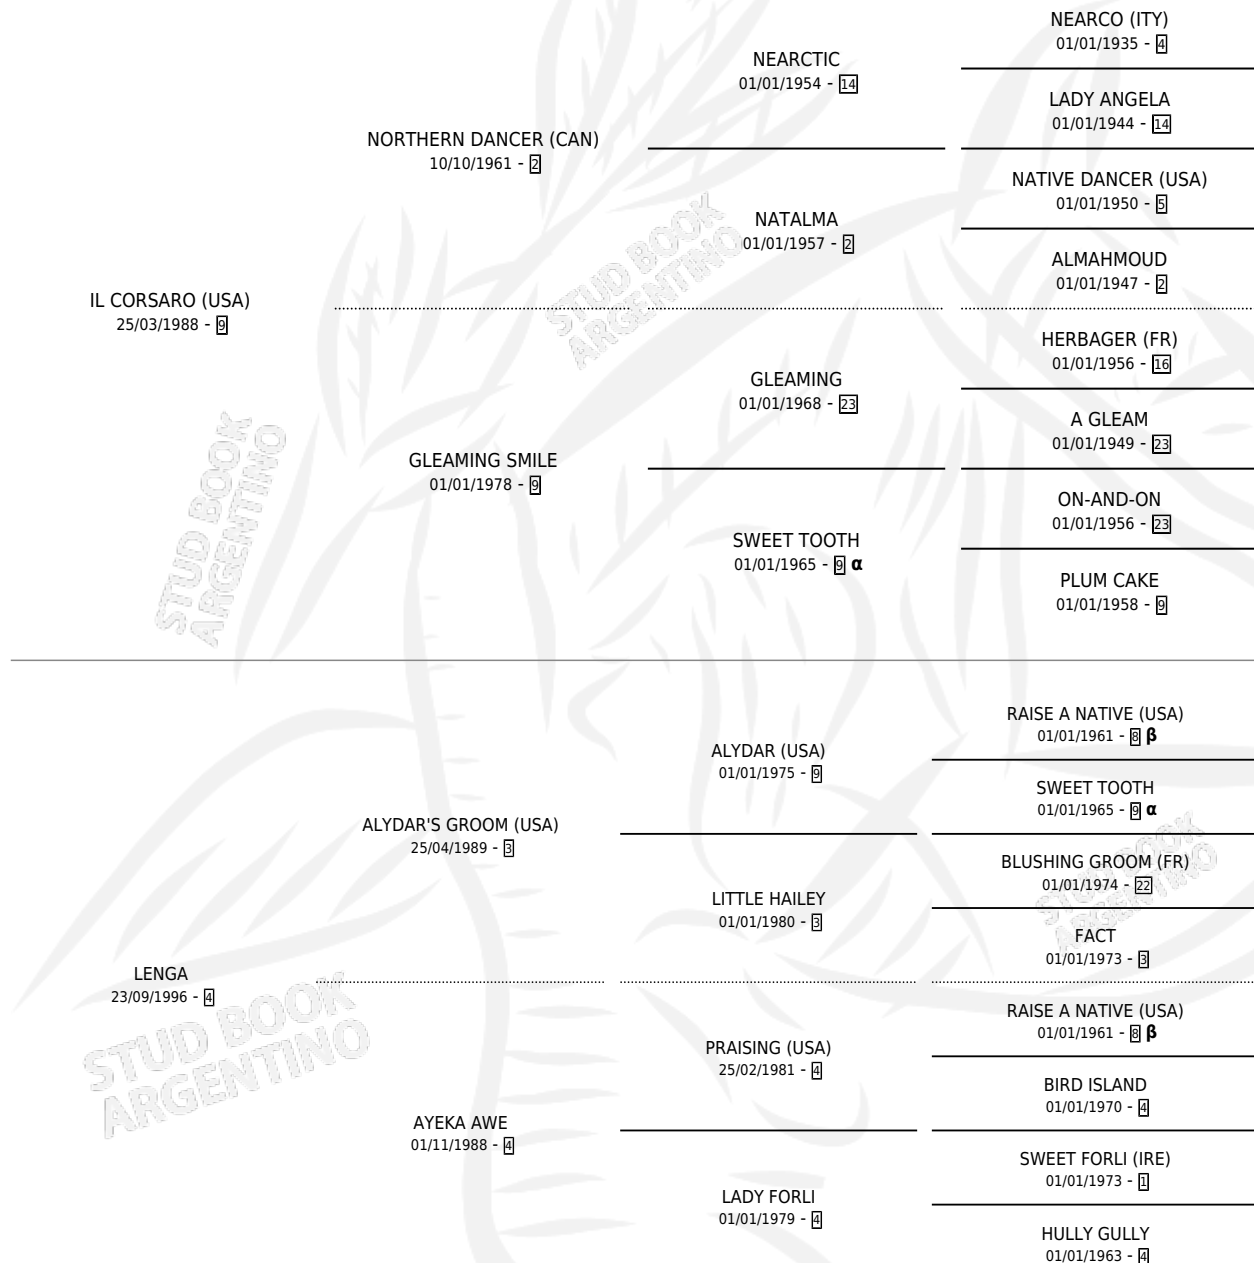 NEARCO (ITY)
01/01/1935 - 4
NEARCTIC
01/01/1954 - 14
LADY ANGELA
01/01/1944 - 14
NORTHERN DANCER (CAN)
10/10/1961 - 2
NATIVE DANCER (USA)
01/01/1950 - 5
NATALMA
01/01/1957 - 2
ALMAHMOUD
01/01/1947 - 2
IL CORSARO (USA)
25/03/1988 - 9
HERBAGER (FR)
01/01/1956 - 16
GLEAMING
01/01/1968 - 23
A GLEAM
01/01/1949 - 23
GLEAMING SMILE
01/01/1978 - 9
ON-AND-ON
01/01/1956 - 23
SWEET TOOTH
01/01/1965 - 9 α
PLUM CAKE
01/01/1958 - 9
RAISE A NATIVE (USA)
01/01/1961 - 8 β
ALYDAR (USA)
01/01/1975 - 9
SWEET TOOTH
01/01/1965 - 9 α
ALYDAR'S GROOM (USA)
25/04/1989 - 3
BLUSHING GROOM (FR)
01/01/1974 - 22
LITTLE HAILEY
01/01/1980 - 3
FACT
01/01/1973 - 3
LENGA
23/09/1996 - 4
RAISE A NATIVE (USA)
01/01/1961 - 8 β
PRAISING (USA)
25/02/1981 - 4
BIRD ISLAND
01/01/1970 - 4
AYEKA AWE
01/11/1988 - 4
SWEET FORLI (IRE)
01/01/1973 - 1
LADY FORLI
01/01/1979 - 4
HULLY GULLY
01/01/1963 - 4
STUD BOOK
ARGENTINO
STUD BOOK
ARGENTINO
STUD BOOK
ARGENTINO
STUD BOOK
ARGENTINO